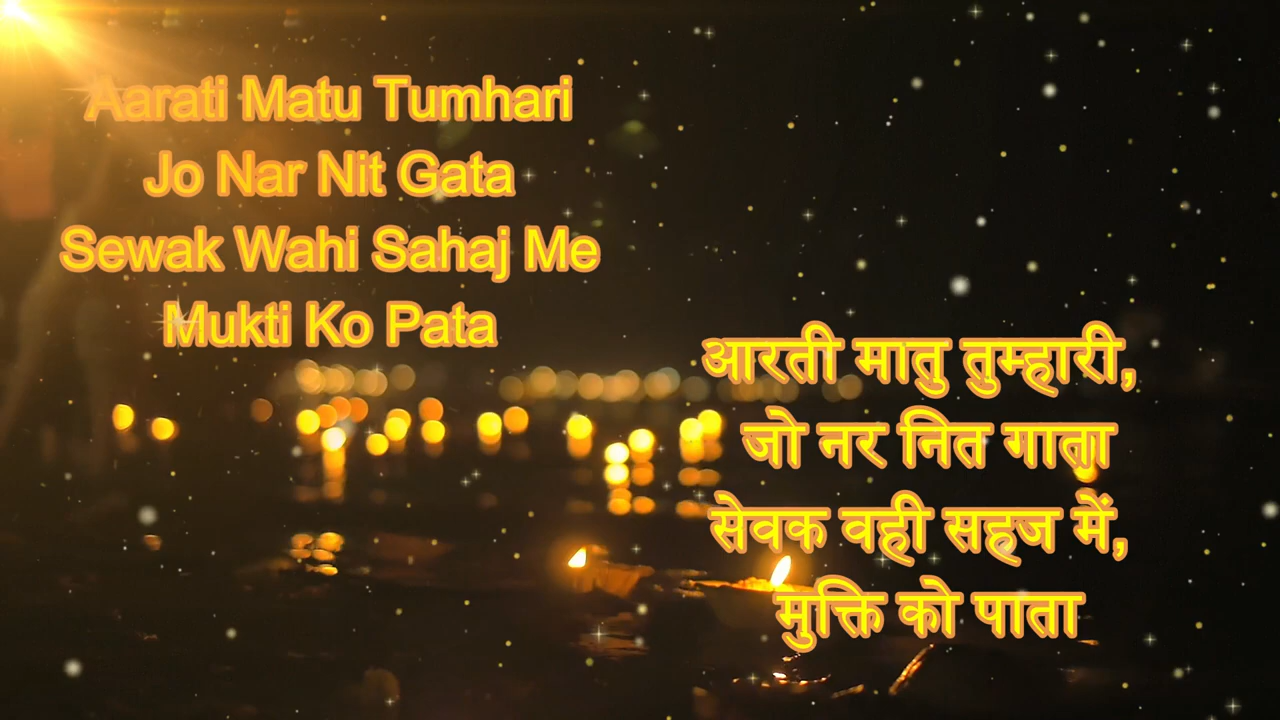 Aarati Matu Tumhari
Jo Nar Nit Gata
Sewak Wahi Sahaj Me
Mukti Ko Pata
आरती मातु तुम्हारी,
जो नर नित गाता
सेवक वही सहज में,
मुक्ति को पाता